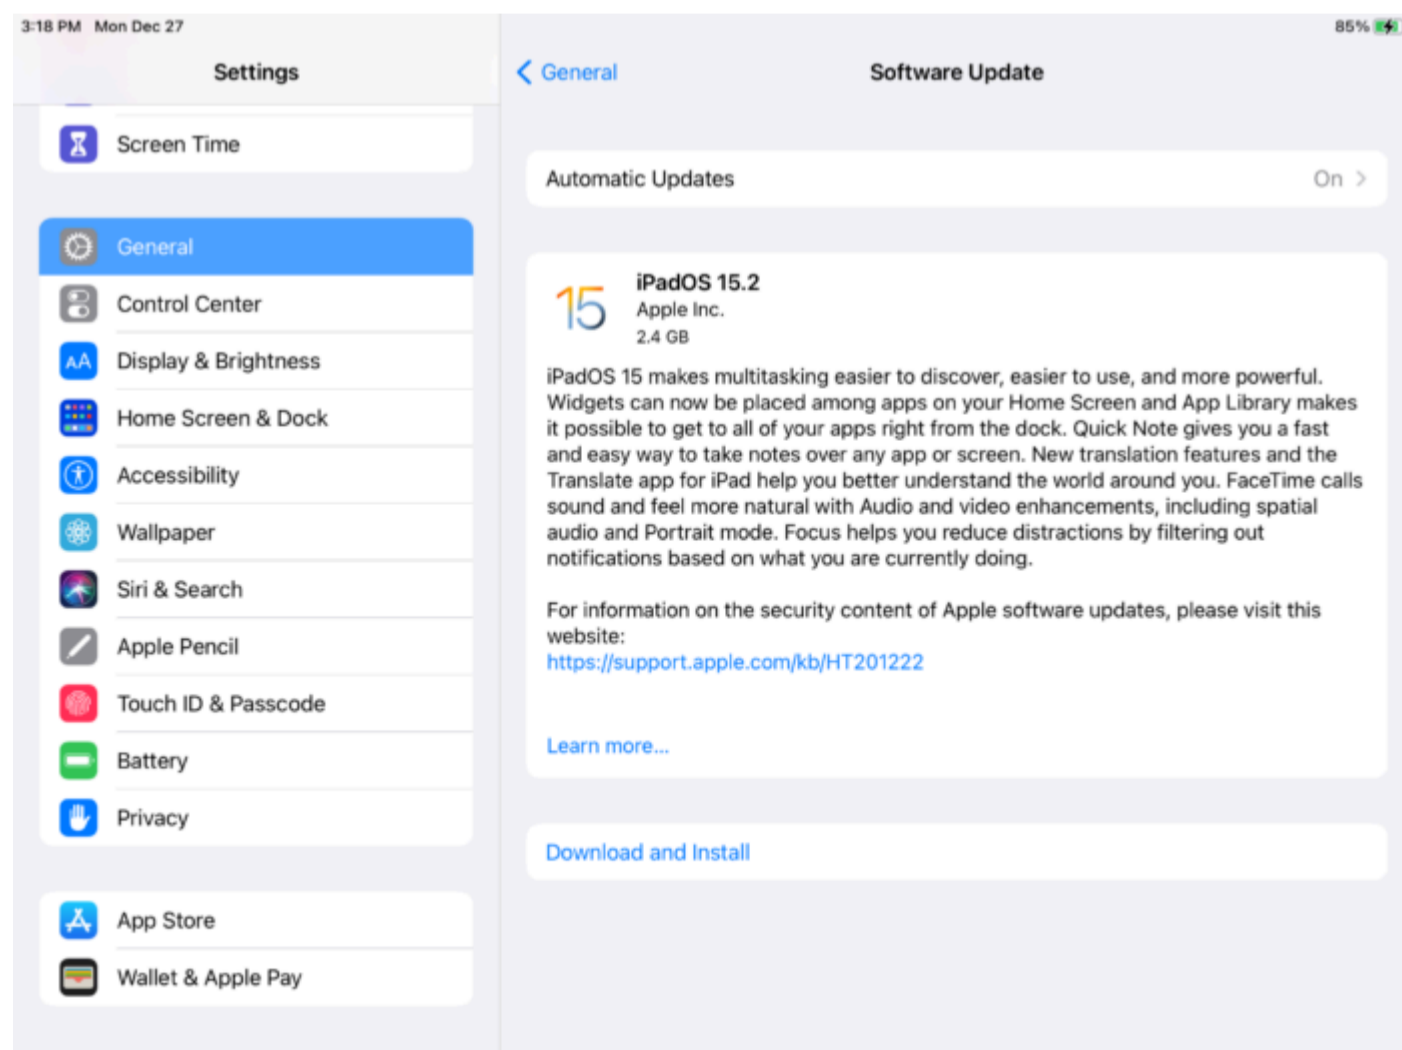 3:18 PM Mon Dec 27
85%
Settings
Screen Time
General
Control Center
AA Display & Brightness
Home Screen & Dock
Accessibility
Wallpaper
Siri & Search
Apple Pencil
Touch ID & Passcode
Battery
Privacy
App Store
Wallet & Apple Pay
General
Software Update
Automatic Updates On
15
iPadOS 15.2
Apple Inc.
2.4 GB
iPadOS 15 makes multitasking easier to discover, easier to use, and more powerful.
Widgets can now be placed among apps on your Home Screen and App Library makes
it possible to get to all of your apps right from the dock. Quick Note gives you a fast
and easy way to take notes over any app or screen. New translation features and the
Translate app for iPad help you better understand the world around you. FaceTime calls
sound and feel more natural with Audio and video enhancements, including spatial
audio and Portrait mode. Focus helps you reduce distractions by filtering out
notifications based on what you are currently doing.
For information on the security content of Apple software updates, please visit this
website:
https://support.apple.com/kb/HT201222
Learn more...
Download and Install